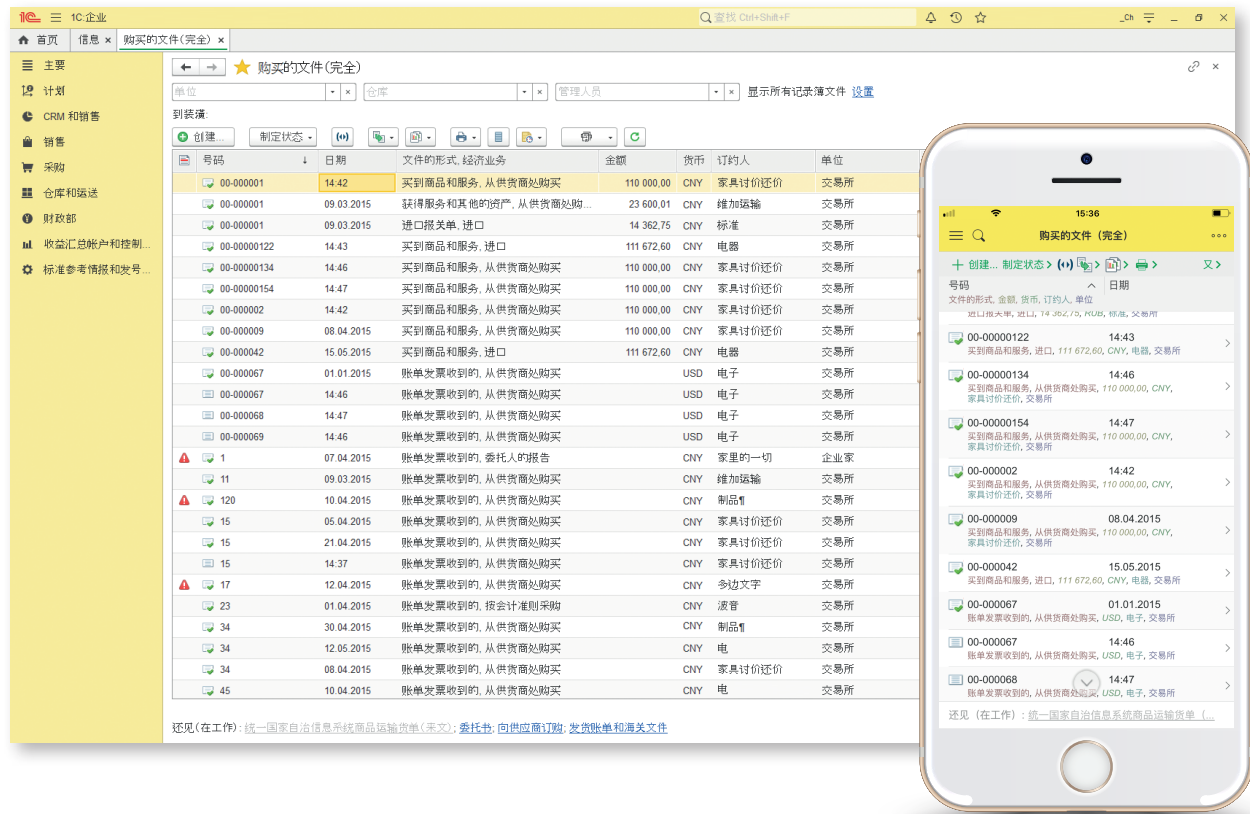 1С 1C:企业 查找 Ctrl+Shift+F _Ch
首页 信息 × 购买的文件(完全) ×
主要
计划
CRM 和销售
销售
采购
仓库和运送
财政部
收益汇总帐户和控制...
标准参考情报和发号...
购买的文件(完全)
单位 仓库 管理人员 显示所有记录簿文件 设置
到装潢:
创建... 制定状态
号码 ↓ 日期 文件的形式, 经济业务 金额 货币 订约人 单位
00-000001 14:42 买到商品和服务, 从供货商处购买 110 000,00 CNY 家具讨价还价 交易所
00-000001 09.03.2015 获得服务和其他的资产, 从供货商处购... 23 600,01 CNY 维加运输 交易所
00-000001 09.03.2015 进口报关单, 进口 14 362,75 CNY 标准 交易所
00-00000122 14:43 买到商品和服务, 进口 111 672,60 CNY 电器 交易所
00-00000134 14:46 买到商品和服务, 从供货商处购买 110 000,00 CNY 家具讨价还价 交易所
00-00000154 14:47 买到商品和服务, 从供货商处购买 110 000,00 CNY 家具讨价还价 交易所
00-000002 14:42 买到商品和服务, 从供货商处购买 110 000,00 CNY 家具讨价还价 交易所
00-000009 08.04.2015 买到商品和服务, 从供货商处购买 110 000,00 CNY 家具讨价还价 交易所
00-000042 15.05.2015 买到商品和服务, 进口 111 672,60 CNY 电器 交易所
00-000067 01.01.2015 账单发票收到的, 从供货商处购买 USD 电子 交易所
00-000067 14:46 账单发票收到的, 从供货商处购买 USD 电子 交易所
00-000068 14:47 账单发票收到的, 从供货商处购买 USD 电子 交易所
00-000069 14:46 账单发票收到的, 从供货商处购买 USD 电子 交易所
1 07.04.2015 账单发票收到的, 委托人的报告 CNY 家里的一切 企业家
11 09.03.2015 账单发票收到的, 从供货商处购买 CNY 维加运输 交易所
120 10.04.2015 账单发票收到的, 从供货商处购买 CNY 制品¶ 交易所
15 05.04.2015 账单发票收到的, 从供货商处购买 CNY 家具讨价还价 交易所
15 21.04.2015 账单发票收到的, 从供货商处购买 CNY 家具讨价还价 交易所
15 14:37 账单发票收到的, 从供货商处购买 CNY 家具讨价还价 交易所
17 12.04.2015 账单发票收到的, 从供货商处购买 CNY 多边文字 交易所
23 01.04.2015 账单发票收到的, 按会计准则采购 CNY 波音 交易所
34 30.04.2015 账单发票收到的, 从供货商处购买 CNY 制品¶ 交易所
34 12.05.2015 账单发票收到的, 从供货商处购买 CNY 电 交易所
34 08.04.2015 账单发票收到的, 从供货商处购买 CNY 家具讨价还价 交易所
45 10.04.2015 账单发票收到的, 从供货商处购买 CNY 电 交易所
还见(在工作): 统一国家自治信息系统商品运输货单(来文); 委托书; 向供应商订购; 发货账单和海关文件
15:36
购买的文件（完全）
创建... 制定状态 又
号码 日期
文件的形式, 金额, 货币, 订约人, 单位
进口报关单, 进口, 14 362,75, RUB, 标准, 交易所
00-00000122 14:43
买到商品和服务, 进口, 111 672,60, CNY, 电器, 交易所
00-00000134 14:46
买到商品和服务, 从供货商处购买, 110 000,00, CNY,
家具讨价还价, 交易所
00-00000154 14:47
买到商品和服务, 从供货商处购买, 110 000,00, CNY,
家具讨价还价, 交易所
00-000002 14:42
买到商品和服务, 从供货商处购买, 110 000,00, CNY,
家具讨价还价, 交易所
00-000009 08.04.2015
买到商品和服务, 从供货商处购买, 110 000,00, CNY,
家具讨价还价, 交易所
00-000042 15.05.2015
买到商品和服务, 进口, 111 672,60, CNY, 电器, 交易所
00-000067 01.01.2015
账单发票收到的, 从供货商处购买, USD, 电子, 交易所
00-000067 14:46
账单发票收到的, 从供货商处购买, USD, 电子, 交易所
00-000068 14:47
账单发票收到的, 从供货商处购买, USD, 电子, 交易所
还见（在工作）: 统一国家自治信息系统商品运输货单（...